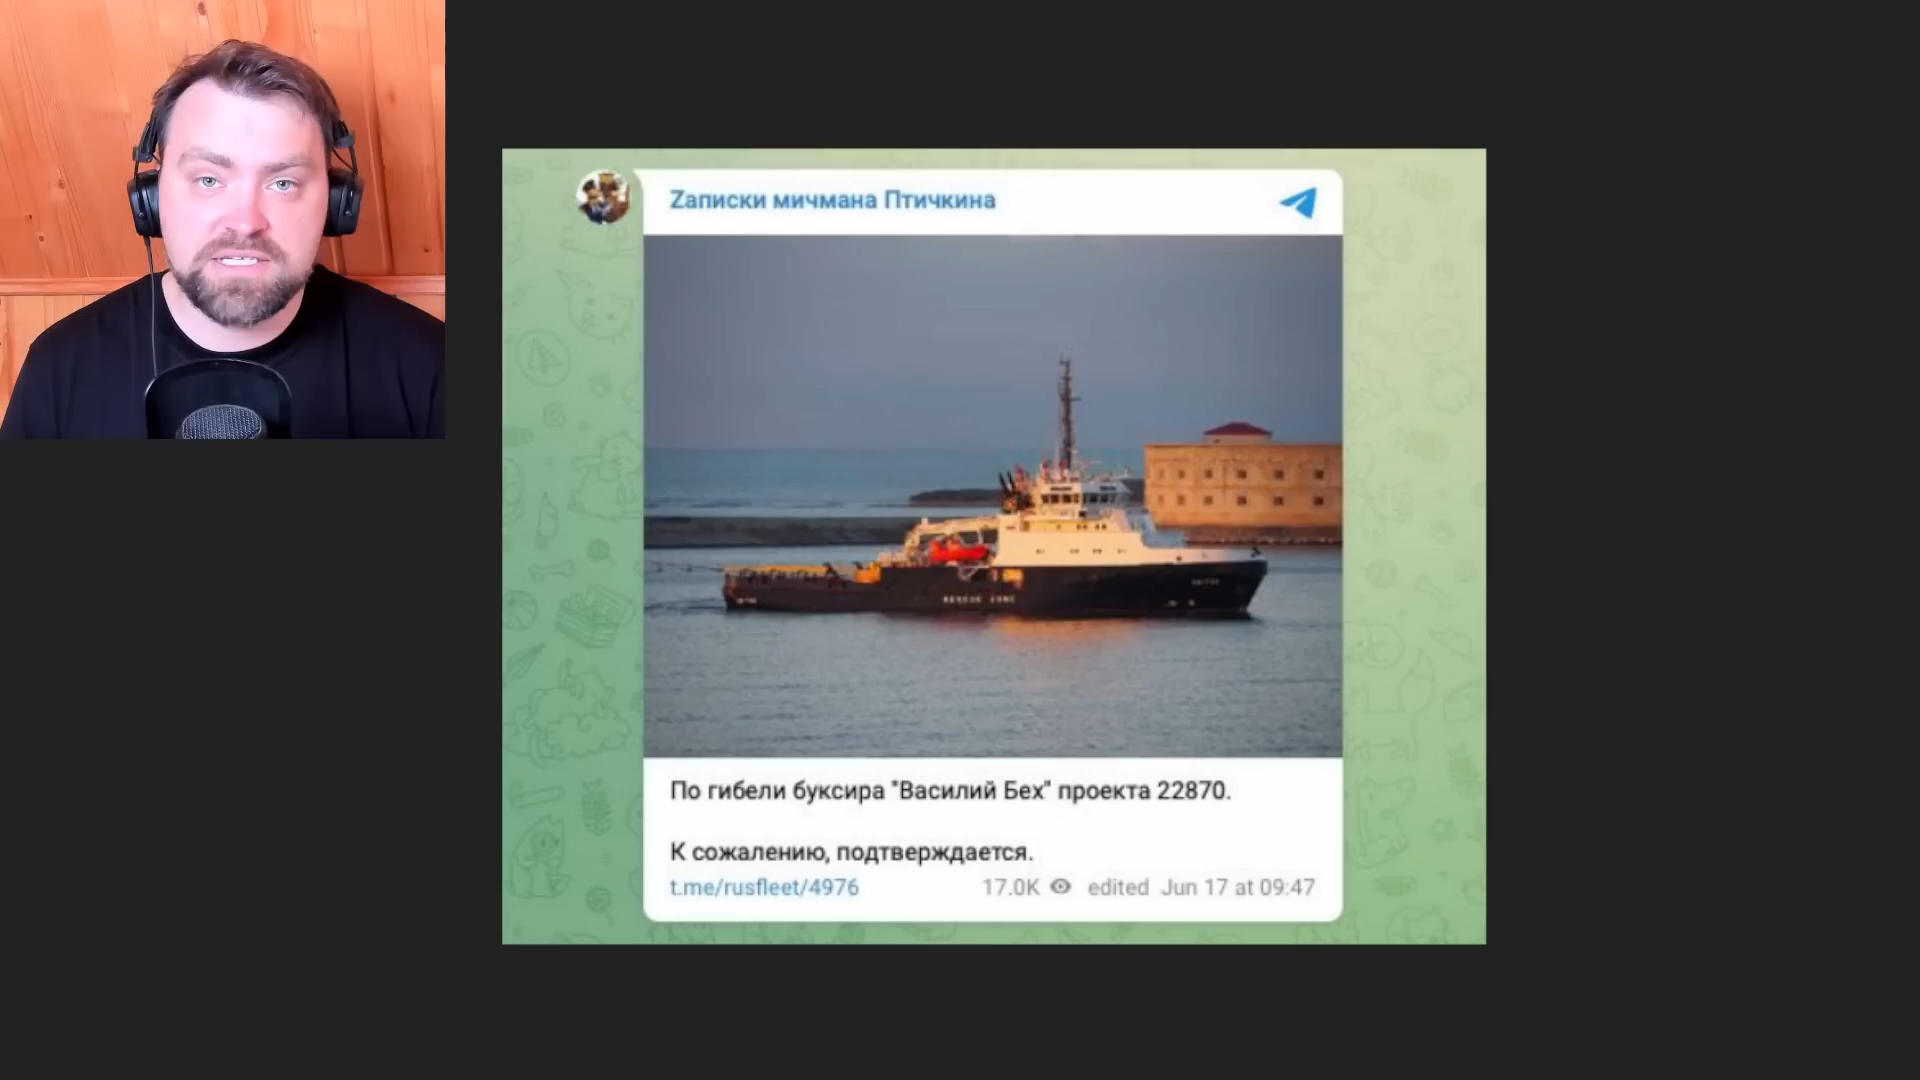 Zаписки мичмана Птичкина
По гибели буксира "Василий Бех" проекта 22870.
К сожалению, подтверждается.
t.me/rusfleet/4976 17.0K edited Jun 17 at 09:47